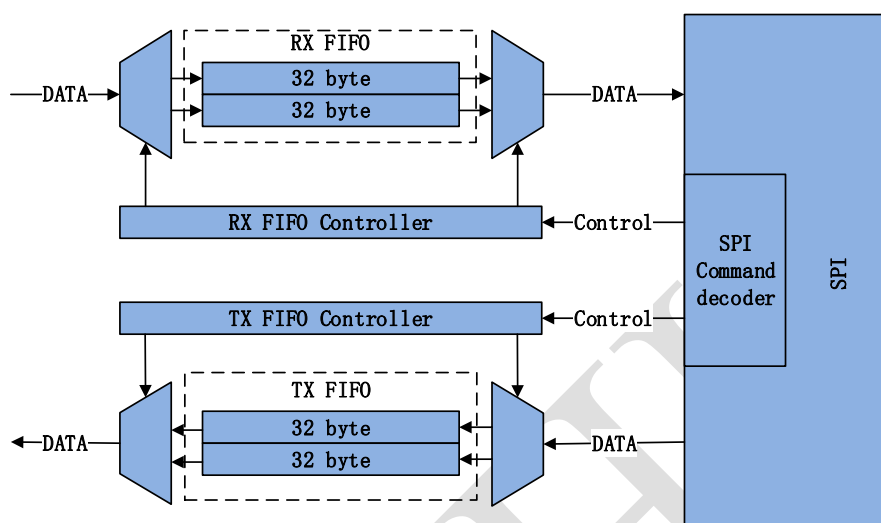 RX FIFO
DATA
32 byte
32 byte
DATA
RX FIFO Controller
Control
SPI
Command
decoder
SPI
TX FIFO Controller
Control
TX FIFO
DATA
32 byte
32 byte
DATA